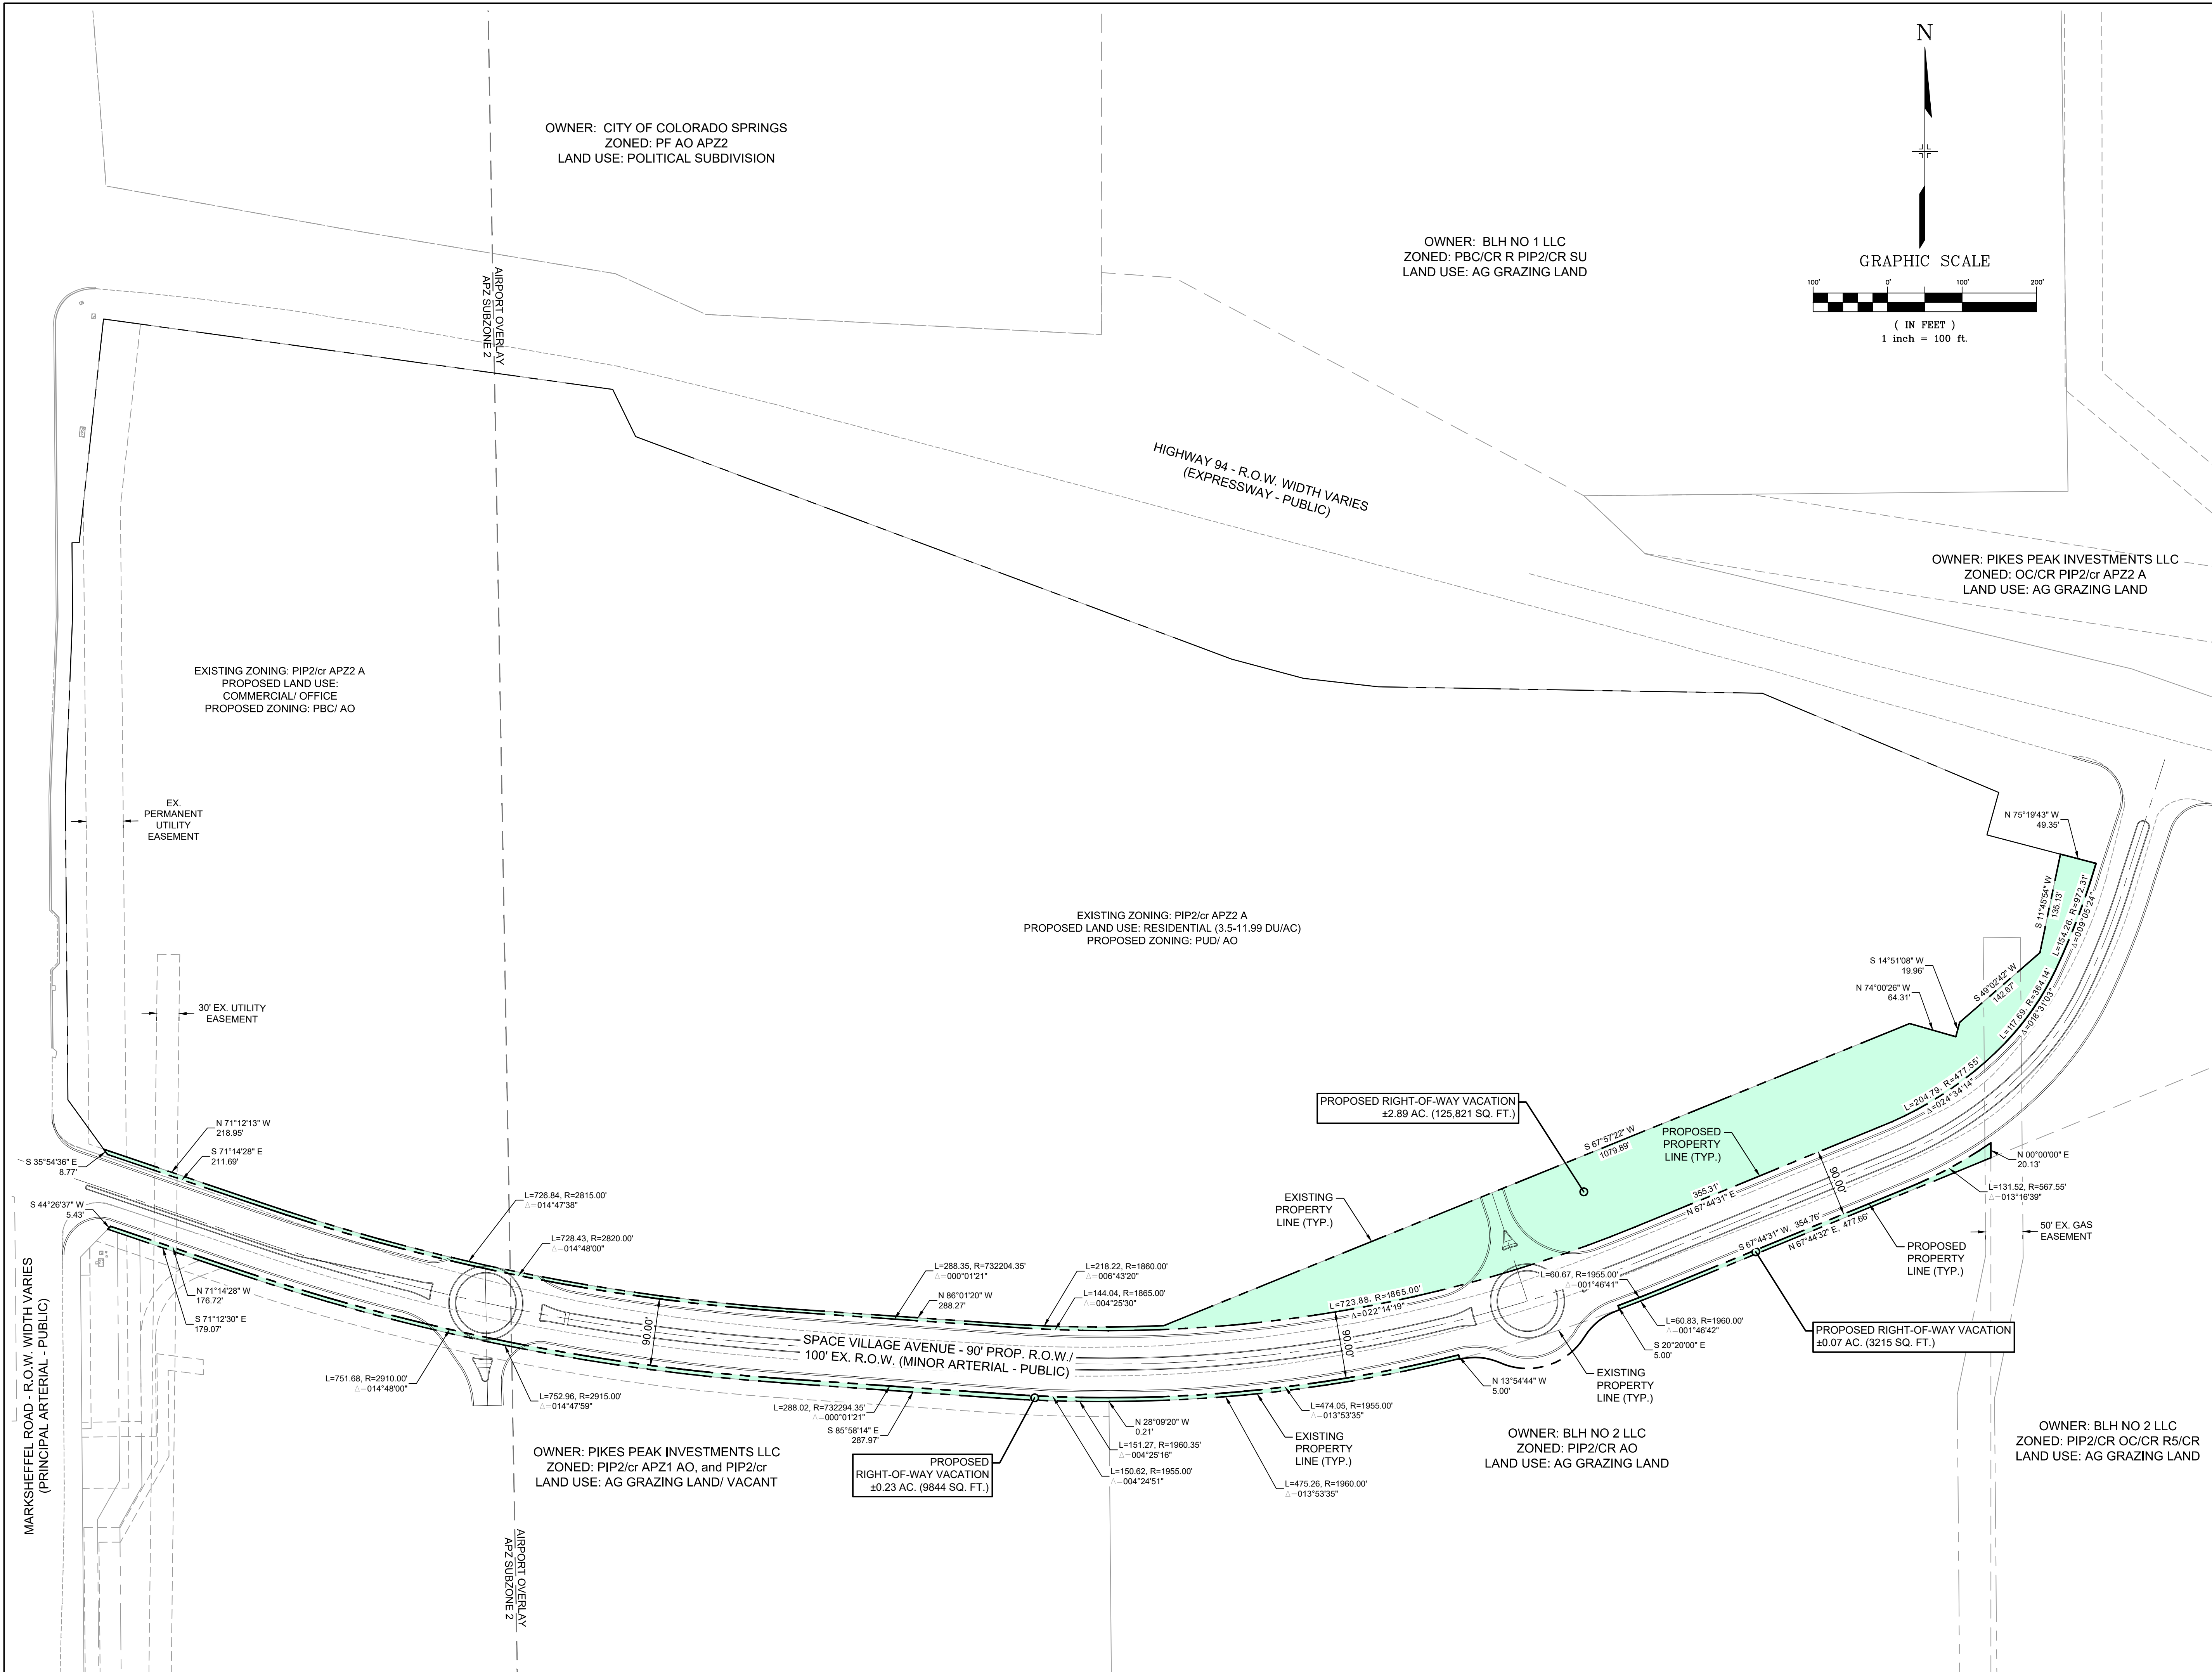 N
OWNER: CITY OF COLORADO SPRINGS
ZONED: PF AO APZ2
LAND USE: POLITICAL SUBDIVISION
OWNER: BLH NO 1 LLC
ZONED: PBC/CR R PIP2/CR SU
LAND USE: AG GRAZING LAND
GRAPHIC SCALE
100' 0' 100' 200'
( IN FEET )
1 inch = 100 ft.
AIRPORT OVERLAY
APZ SUBZONE 2
HIGHWAY 94 - R.O.W. WIDTH VARIES
(EXPRESSWAY - PUBLIC)
OWNER: PIKES PEAK INVESTMENTS LLC
ZONED: OC/CR PIP2/cr APZ2 A
LAND USE: AG GRAZING LAND
EXISTING ZONING: PIP2/cr APZ2 A
PROPOSED LAND USE:
COMMERCIAL/ OFFICE
PROPOSED ZONING: PBC/ AO
EX.
PERMANENT
UTILITY
EASEMENT
N 75°19'43" W
49.35'
S 11°45'54" W
135.13'
L=154.26, R=972.31'
Δ=009°05'24"
EXISTING ZONING: PIP2/cr APZ2 A
PROPOSED LAND USE: RESIDENTIAL (3.5-11.99 DU/AC)
PROPOSED ZONING: PUD/ AO
S 14°51'08" W
19.96'
N 74°00'26" W
64.31'
S 49°02'42" W
142.67'
L=117.69, R=364.14'
Δ=018°31'03"
30' EX. UTILITY
EASEMENT
L=204.79, R=477.55'
Δ=024°34'14"
PROPOSED RIGHT-OF-WAY VACATION
±2.89 AC. (125,821 SQ. FT.)
S 67°57'22" W
1079.69'
PROPOSED
PROPERTY
LINE (TYP.)
N 71°12'13" W
218.95'
S 71°14'28" E
211.69'
S 35°54'36" E
8.77'
N 00°00'00" E
20.13'
L=131.52, R=567.55'
Δ=013°16'39"
90.00'
355.31'
N 67°44'31" E
EXISTING
PROPERTY
LINE (TYP.)
S 44°26'37" W
5.43'
L=726.84, R=2815.00'
Δ=014°47'38"
L=728.43, R=2820.00'
Δ=014°48'00"
S 67°44'31" W, 354.76'
N 67°44'32" E, 477.66'
50' EX. GAS
EASEMENT
PROPOSED
PROPERTY
LINE (TYP.)
L=288.35, R=732204.35'
Δ=000°01'21"
N 86°01'20" W
288.27'
L=218.22, R=1860.00'
Δ=006°43'20"
L=144.04, R=1865.00'
Δ=004°25'30"
L=723.88, R=1865.00'
Δ=022°14'19"
L=60.67, R=1955.00'
Δ=001°46'41"
N 71°14'28" W
176.72'
S 71°12'30" E
179.07'
90.00'
SPACE VILLAGE AVENUE - 90' PROP. R.O.W./
100' EX. R.O.W. (MINOR ARTERIAL - PUBLIC)
90.00'
L=60.83, R=1960.00'
Δ=001°46'42"
S 20°20'00" E
5.00'
PROPOSED RIGHT-OF-WAY VACATION
±0.07 AC. (3215 SQ. FT.)
MARKSHEFFEL ROAD - R.O.W. WIDTH VARIES
(PRINCIPAL ARTERIAL - PUBLIC)
L=751.68, R=2910.00'
Δ=014°48'00"
L=752.96, R=2915.00'
Δ=014°47'59"
L=288.02, R=732294.35'
Δ=000°01'21"
S 85°58'14" E
287.97'
N 28°09'20" W
0.21'
L=151.27, R=1960.35'
Δ=004°25'16"
L=150.62, R=1955.00'
Δ=004°24'51"
L=474.05, R=1955.00'
Δ=013°53'35"
EXISTING
PROPERTY
LINE (TYP.)
L=475.26, R=1960.00'
Δ=013°53'35"
N 13°54'44" W
5.00'
EXISTING
PROPERTY
LINE (TYP.)
OWNER: PIKES PEAK INVESTMENTS LLC
ZONED: PIP2/cr APZ1 AO, and PIP2/cr
LAND USE: AG GRAZING LAND/ VACANT
PROPOSED
RIGHT-OF-WAY VACATION
±0.23 AC. (9844 SQ. FT.)
OWNER: BLH NO 2 LLC
ZONED: PIP2/CR AO
LAND USE: AG GRAZING LAND
OWNER: BLH NO 2 LLC
ZONED: PIP2/CR OC/CR R5/CR
LAND USE: AG GRAZING LAND
AIRPORT OVERLAY
APZ SUBZONE 2